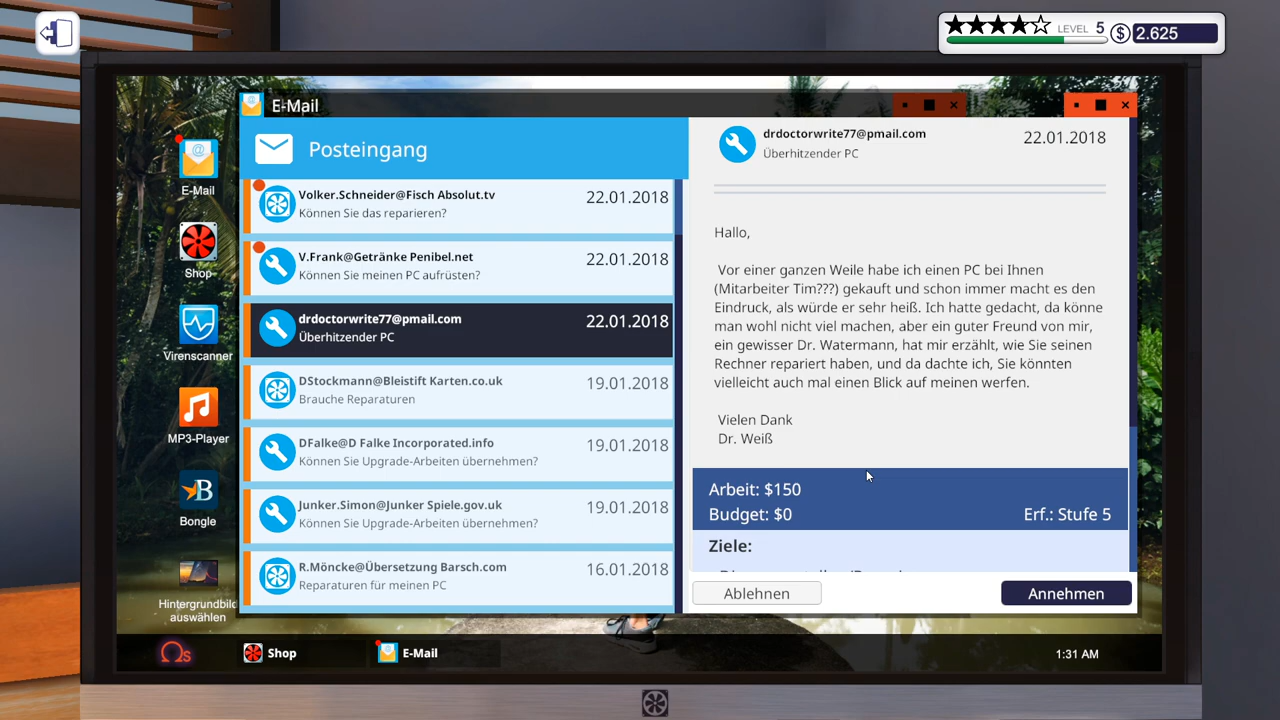 LEVEL 5
$ 2.625
E-Mail
Posteingang
Volker.Schneider@Fisch Absolut.tv 22.01.2018
Können Sie das reparieren?
V.Frank@Getränke Penibel.net 22.01.2018
Können Sie meinen PC aufrüsten?
drdoctorwrite77@pmail.com 22.01.2018
Überhitzender PC
DStockmann@Bleistift Karten.co.uk 19.01.2018
Brauche Reparaturen
DFalke@D Falke Incorporated.info 19.01.2018
Können Sie Upgrade-Arbeiten übernehmen?
Junker.Simon@Junker Spiele.gov.uk 19.01.2018
Können Sie Upgrade-Arbeiten übernehmen?
R.Möncke@Übersetzung Barsch.com 16.01.2018
Reparaturen für meinen PC
drdoctorwrite77@pmail.com 22.01.2018
Überhitzender PC
Hallo,
Vor einer ganzen Weile habe ich einen PC bei Ihnen
(Mitarbeiter Tim???) gekauft und schon immer macht es den
Eindruck, als würde er sehr heiß. Ich hatte gedacht, da könne
man wohl nicht viel machen, aber ein guter Freund von mir,
ein gewisser Dr. Watermann, hat mir erzählt, wie Sie seinen
Rechner repariert haben, und da dachte ich, Sie könnten
vielleicht auch mal einen Blick auf meinen werfen.
Vielen Dank
Dr. Weiß
Arbeit: $150
Budget: $0 Erf.: Stufe 5
Ziele:
Ablehnen Annehmen
E-Mail
Shop
Virenscanner
MP3-Player
Bongle
Hintergrundbild
auswählen
Shop
E-Mail
1:31 AM